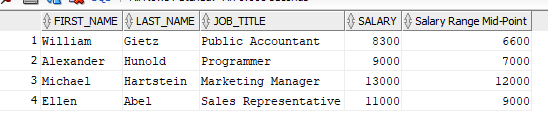 FIRST_NAME LAST_NAME JOB_TITLE SALARY Salary Range Mid-Point
1 William Gietz Public Accountant 8300 6600
2 Alexander Hunold Programmer 9000 7000
3 Michael Hartstein Marketing Manager 13000 12000
4 Ellen Abel Sales Representative 11000 9000